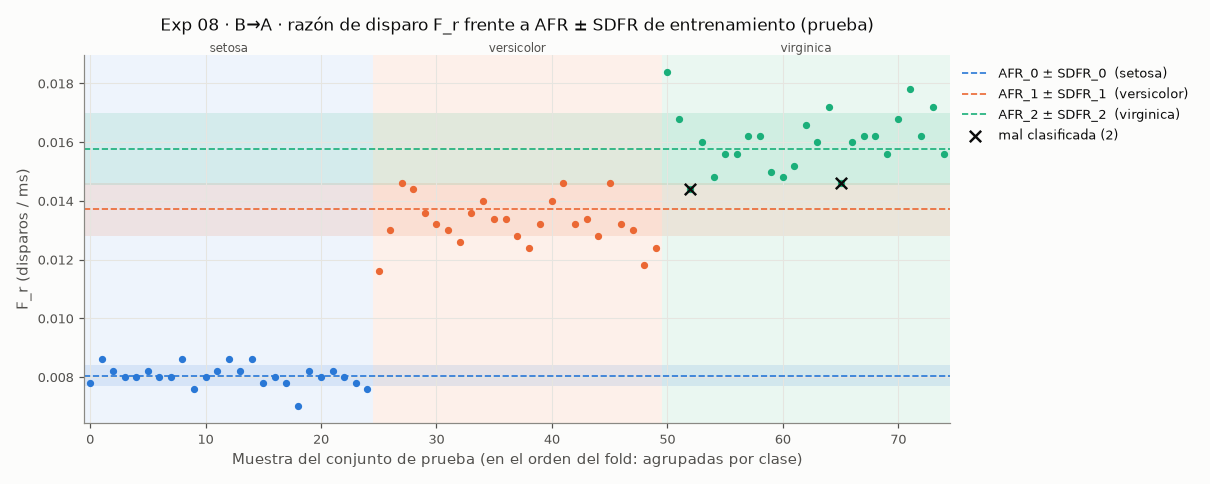 Exp 08 · B→A · razón de disparo F_r frente a AFR ± SDFR de entrenamiento (prueba)
setosa versicolor virginica
0.018
0.016
0.014
0.012
0.010
0.008
F_r (disparos / ms)
0 10 20 30 40 50 60 70
Muestra del conjunto de prueba (en el orden del fold: agrupadas por clase)
AFR_0 ± SDFR_0 (setosa)
AFR_1 ± SDFR_1 (versicolor)
AFR_2 ± SDFR_2 (virginica)
mal clasificada (2)